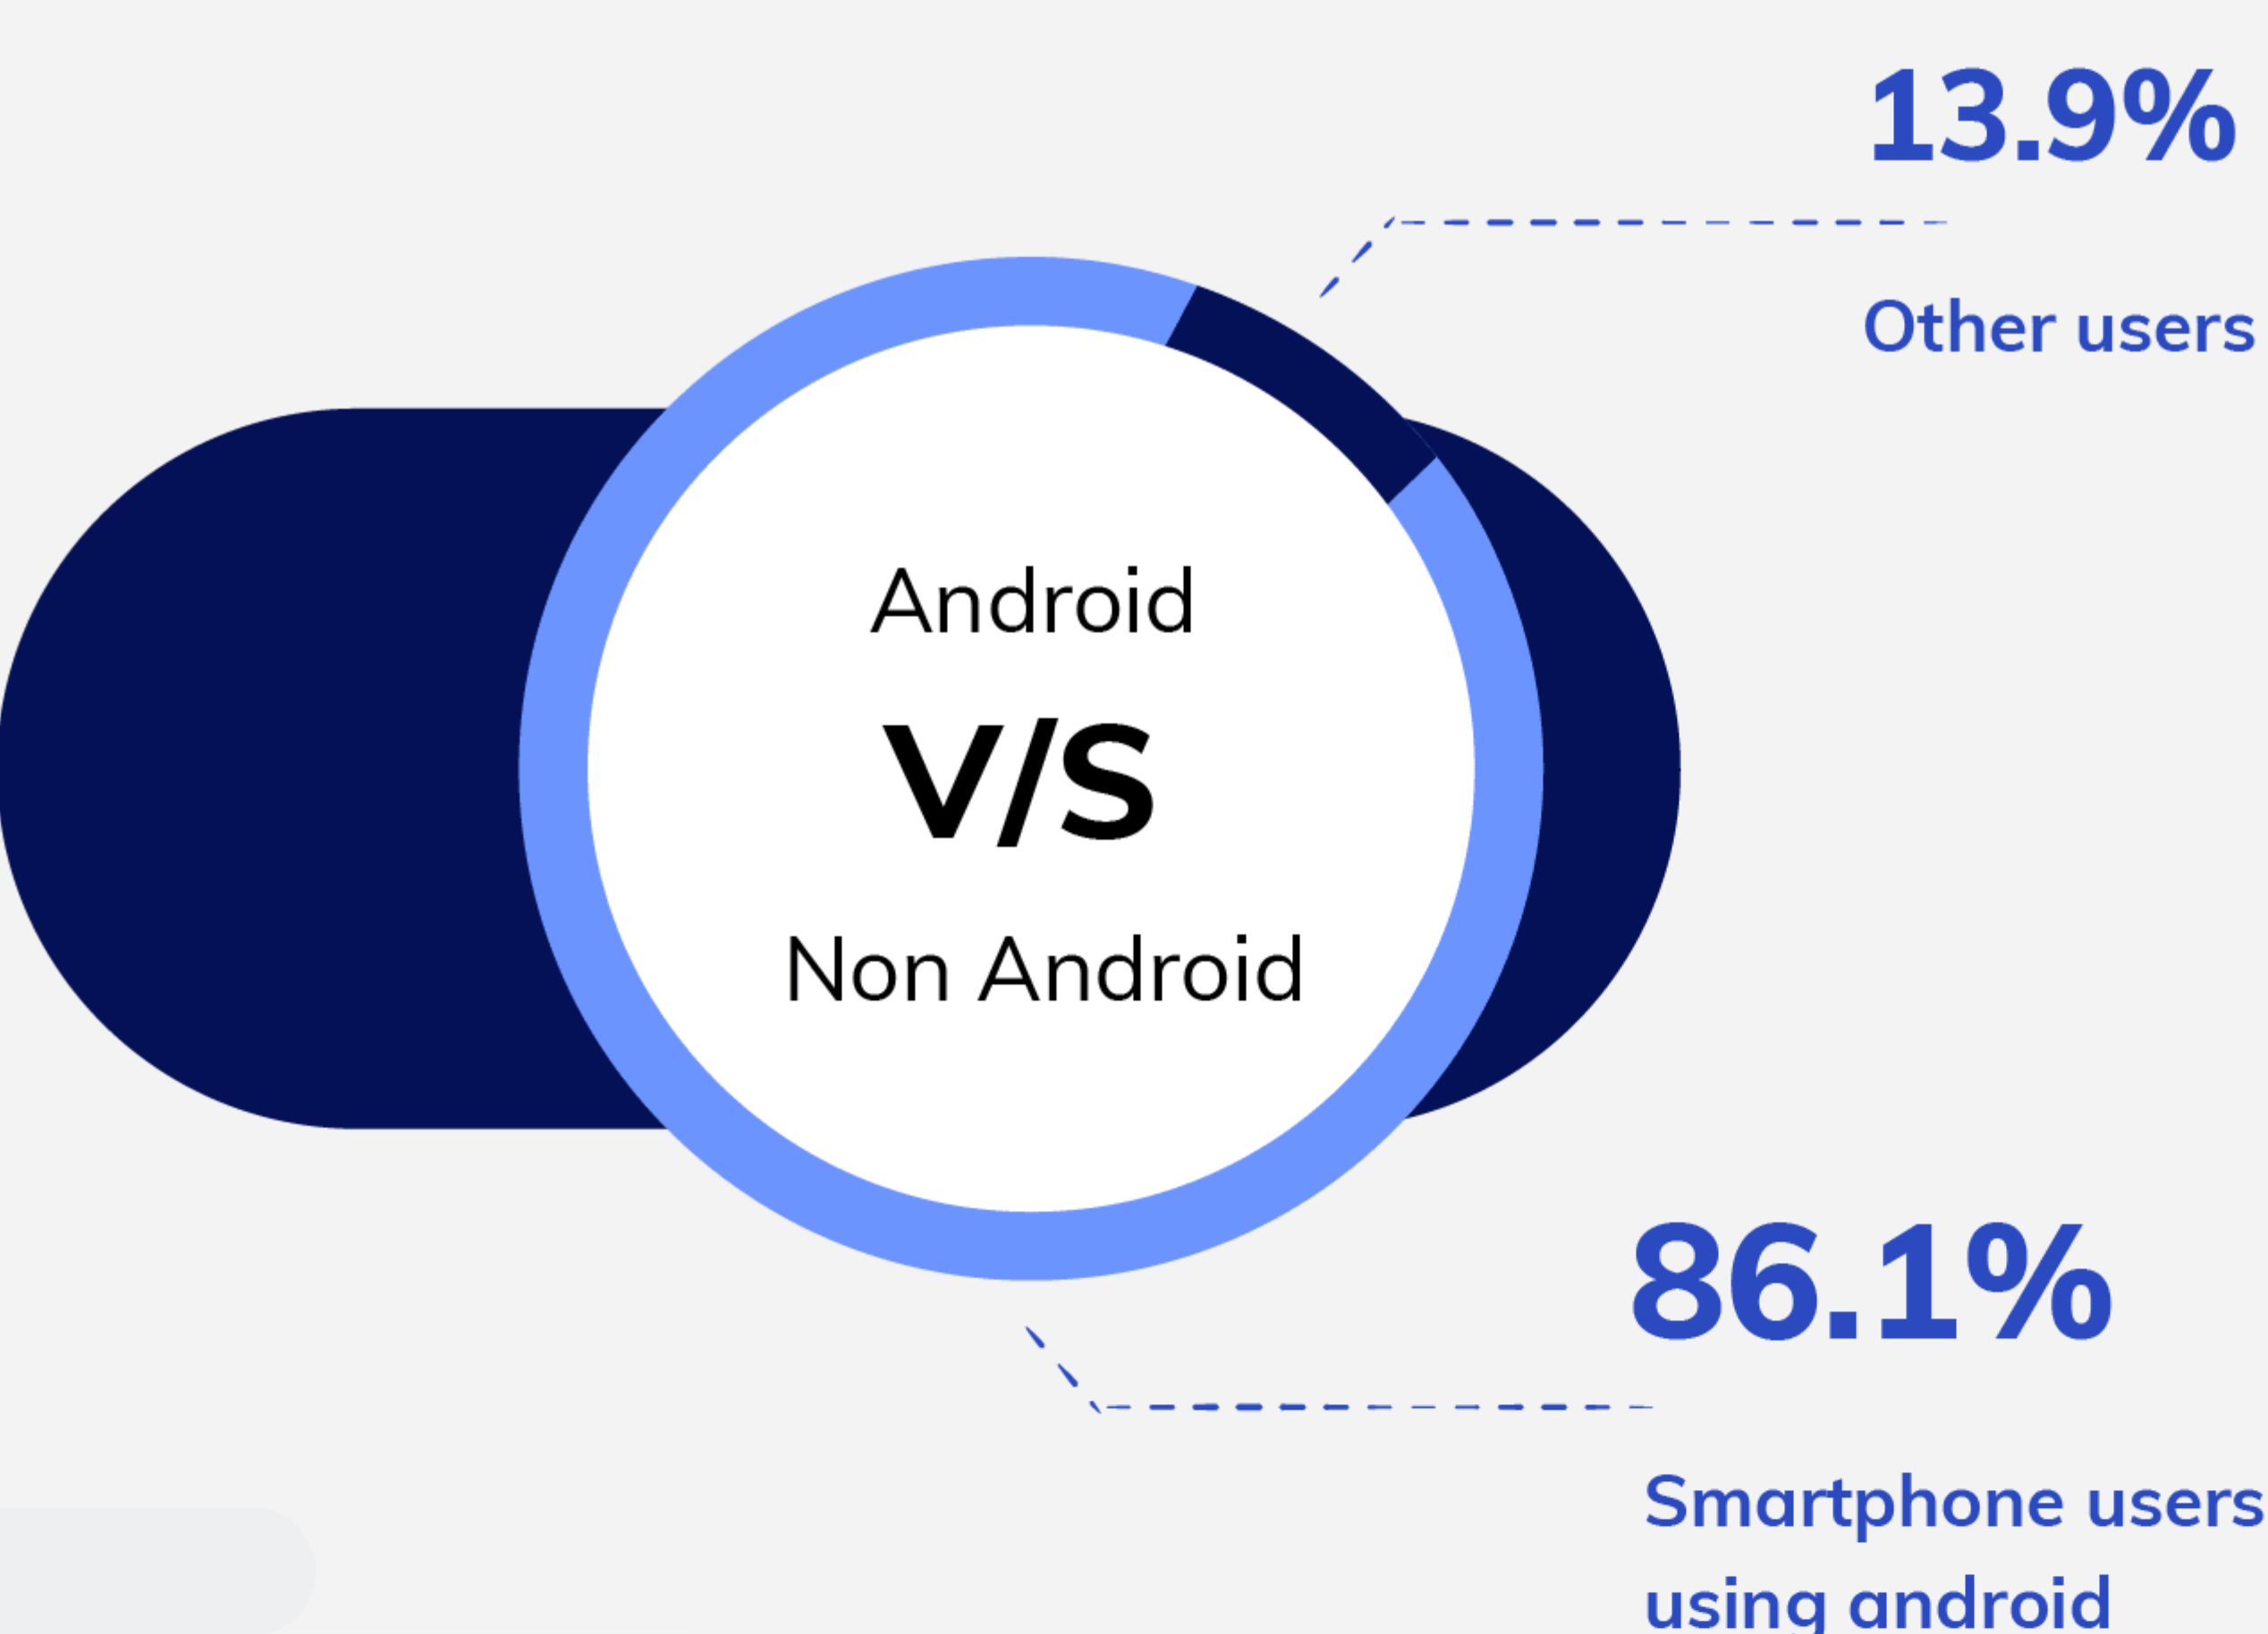 13.9%
Other users
Android
V/S
Non Android
86.1%
Smartphone users
using android